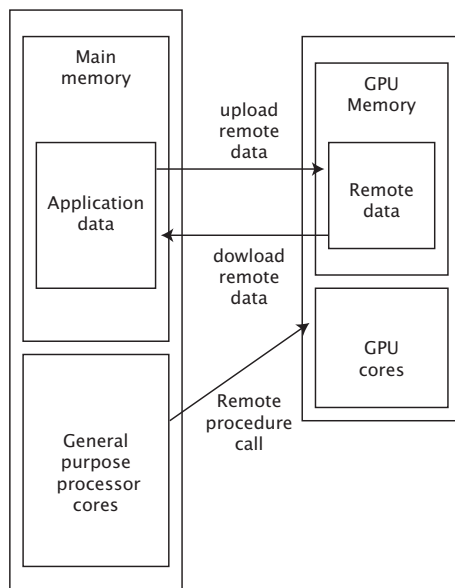 Main
memory
Application
data
General
purpose
processor
cores
upload
remote
data
dowload
remote
data
Remote
procedure
call
GPU
Memory
Remote
data
GPU
cores